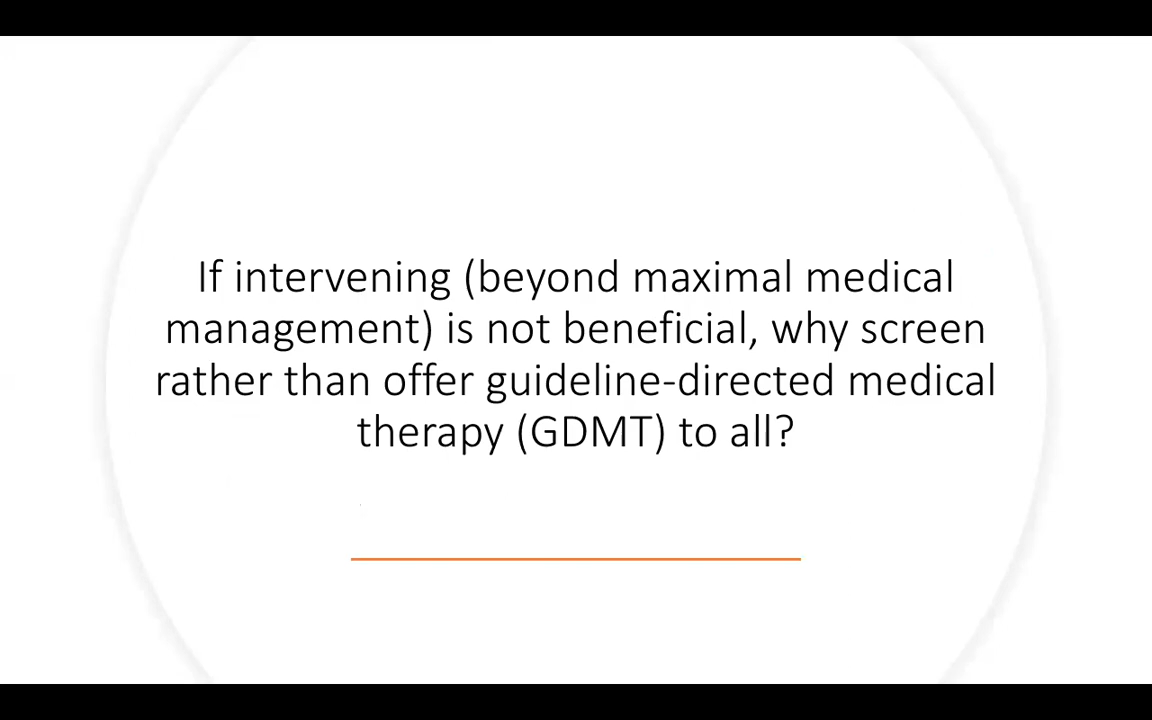 If intervening (beyond maximal medical
management) is not beneficial, why screen
rather than offer guideline-directed medical
therapy (GDMT) to all?